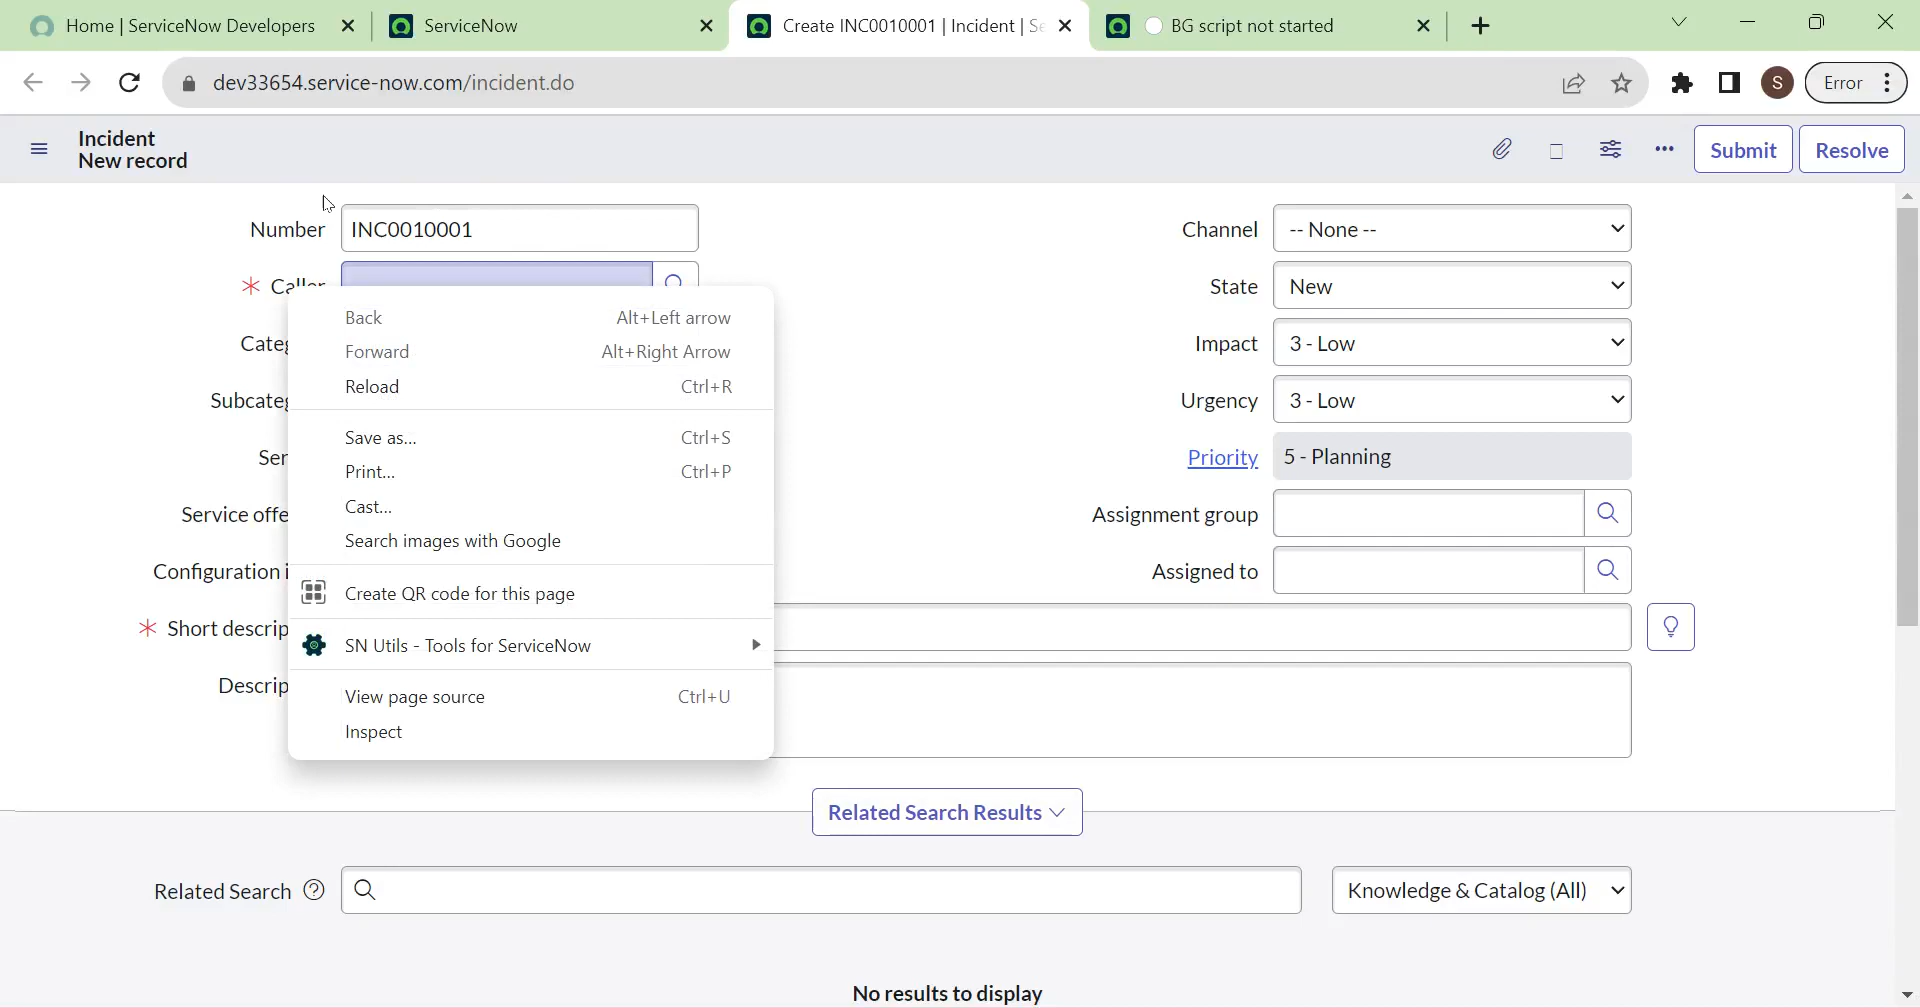 Home | ServiceNow Developers
ServiceNow
Create INC0010001 | Incident | Se
BG script not started
dev33654.service-now.com/incident.do
S
Error
Incident
New record
Submit
Resolve
Number
INC0010001
Channel
-- None --
* Caller
State
New
Back
Alt+Left arrow
Categ
Impact
3 - Low
Forward
Alt+Right Arrow
Reload
Ctrl+R
Subcateg
Urgency
3 - Low
Save as...
Ctrl+S
Ser
Priority
5 - Planning
Print...
Ctrl+P
Cast...
Service offe
Assignment group
Search images with Google
Configuration i
Assigned to
Create QR code for this page
* Short descrip
SN Utils - Tools for ServiceNow
Descrip
View page source
Ctrl+U
Inspect
Related Search Results
Related Search
Knowledge & Catalog (All)
No results to display